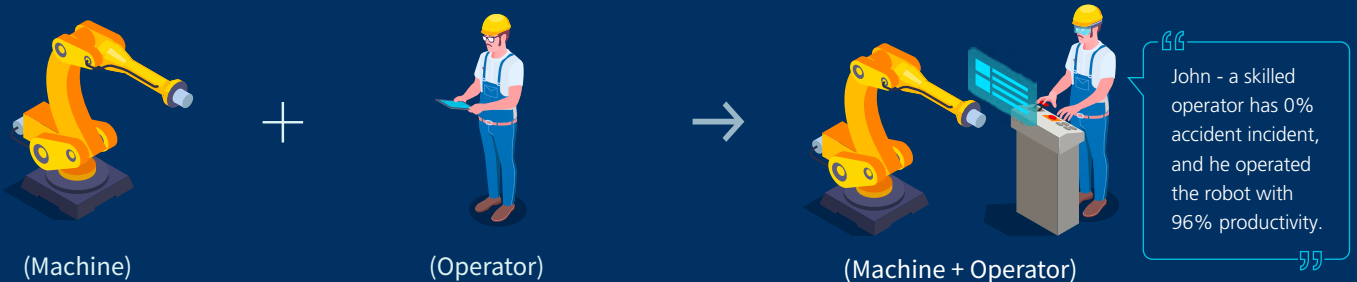 “
John - a skilled
operator has 0%
accident incident,
and he operated
the robot with
96% productivity.
”
(Machine)
(Operator)
(Machine + Operator)